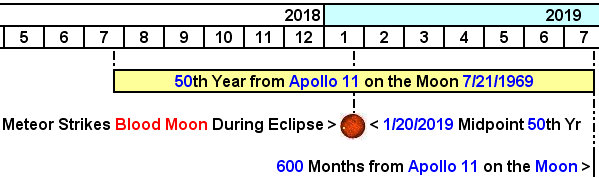 2018 2019
5 6 7 8 9 10 11 12 1 2 3 4 5 6 7
50th Year from Apollo 11 on the Moon 7/21/1969
Meteor Strikes Blood Moon During Eclipse > < 1/20/2019 Midpoint 50th Yr
600 Months from Apollo 11 on the Moon >